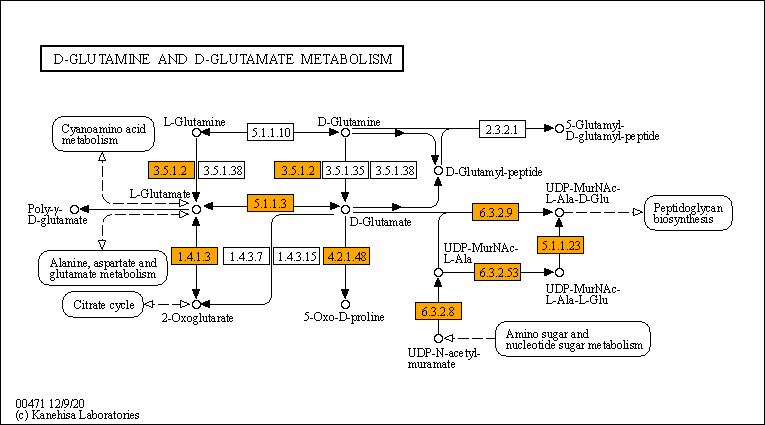 D-GLUTAMINE AND D-GLUTAMATE METABOLISM
Cyanoamino acid
metabolism
L-Glutamine
5.1.1.10
D-Glutamine
2.3.2.1
5-Glutamyl-
D-glutamyl-peptide
3.5.1.2
3.5.1.38
3.5.1.2
3.5.1.35
3.5.1.38
D-Glutamyl-peptide
L-Glutamate
Poly-γ-
D-glutamate
5.1.1.3
D-Glutamate
UDP-MurNAc-
L-Ala-D-Glu
6.3.2.9
Peptidoglycan
biosynthesis
Alanine, aspartate and
glutamate metabolism
1.4.1.3
1.4.3.7
1.4.3.15
4.2.1.48
UDP-MurNAc-
L-Ala
5.1.1.23
6.3.2.53
UDP-MurNAc-
L-Ala-L-Glu
Citrate cycle
2-Oxoglutarate
5-Oxo-D-proline
6.3.2.8
Amino sugar and
nucleotide sugar metabolism
UDP-N-acetyl-
muramate
00471 12/9/20
(c) Kanehisa Laboratories